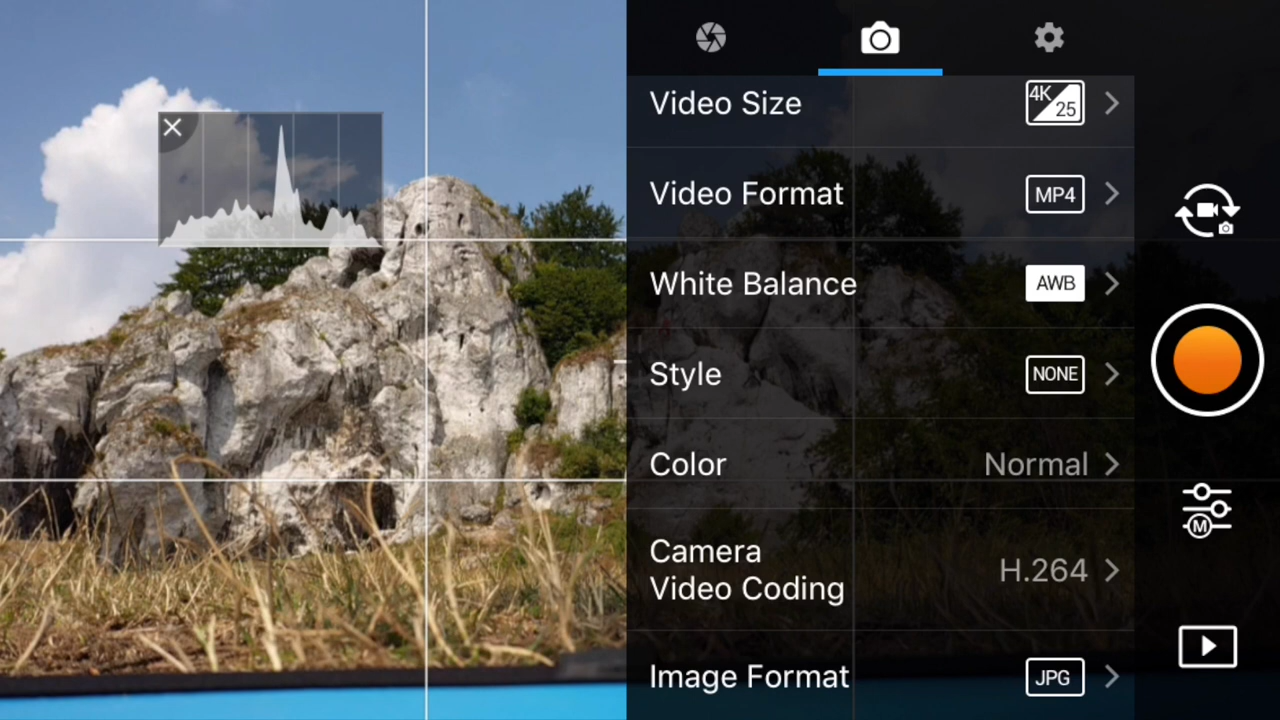 Video Size
4K
25
Video Format
MP4
White Balance
AWB
Style
NONE
Color
Normal
Camera
Video Coding
H.264
M
Image Format
JPG